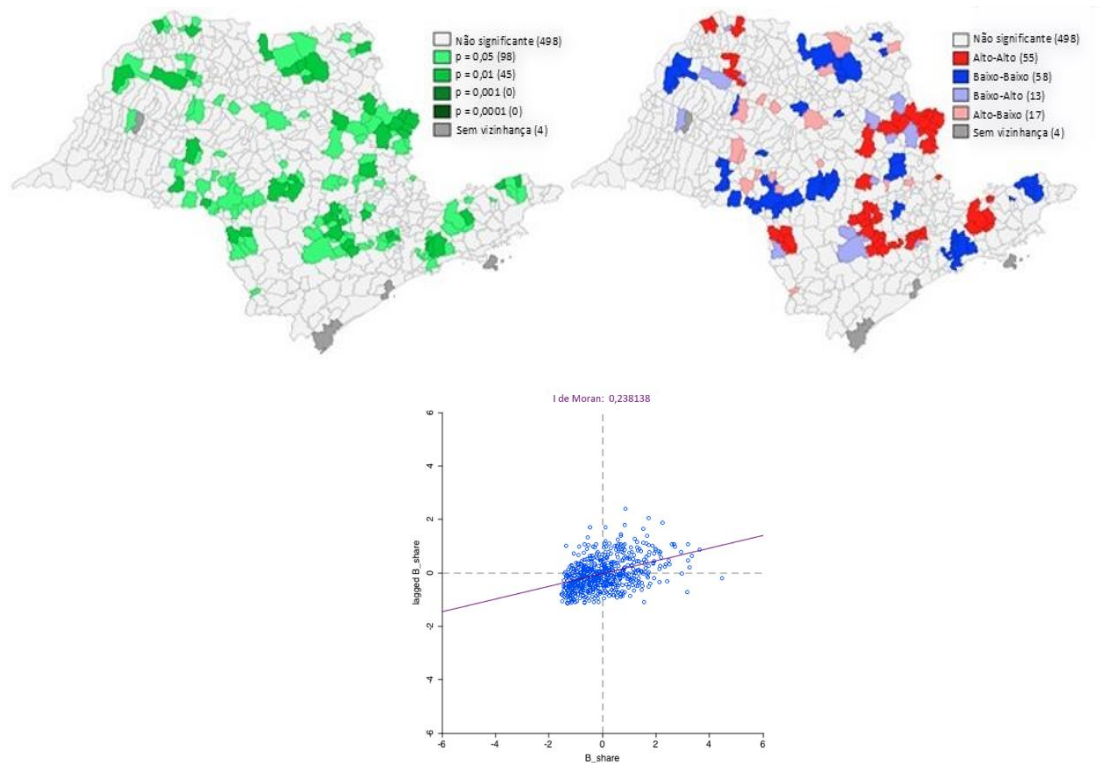 Não significante (498)
p = 0,05 (98)
p = 0,01 (45)
p = 0,001 (0)
p = 0,0001 (0)
Sem vizinhança (4)
Não significante (498)
Alto-Alto (55)
Baixo-Baixo (58)
Baixo-Alto (13)
Alto-Baixo (17)
Sem vizinhança (4)
I de Moran: 0,238138
6
4
2
0
-2
-4
-6
lagged B_share
-6 -4 -2 0 2 4 6
B_share